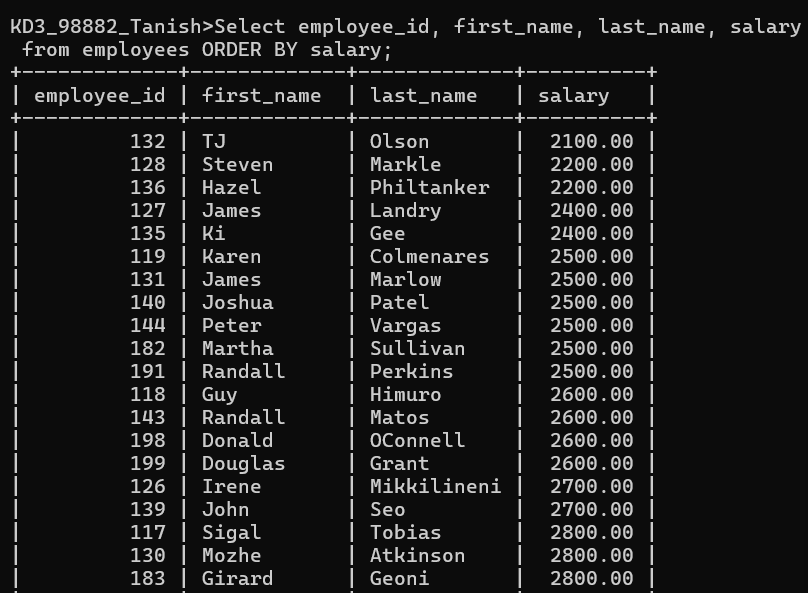 KD3_98882_Tanish>Select employee_id, first_name, last_name, salary
 from employees ORDER BY salary;
+-------------+-------------+-------------+----------+
| employee_id | first_name  | last_name   | salary   |
+-------------+-------------+-------------+----------+
|         132 | TJ          | Olson       |  2100.00 |
|         128 | Steven      | Markle      |  2200.00 |
|         136 | Hazel       | Philtanker  |  2200.00 |
|         127 | James       | Landry      |  2400.00 |
|         135 | Ki          | Gee         |  2400.00 |
|         119 | Karen       | Colmenares  |  2500.00 |
|         131 | James       | Marlow      |  2500.00 |
|         140 | Joshua      | Patel       |  2500.00 |
|         144 | Peter       | Vargas      |  2500.00 |
|         182 | Martha      | Sullivan    |  2500.00 |
|         191 | Randall     | Perkins     |  2500.00 |
|         118 | Guy         | Himuro      |  2600.00 |
|         143 | Randall     | Matos       |  2600.00 |
|         198 | Donald      | OConnell    |  2600.00 |
|         199 | Douglas     | Grant       |  2600.00 |
|         126 | Irene       | Mikkilineni |  2700.00 |
|         139 | John        | Seo         |  2700.00 |
|         117 | Sigal       | Tobias      |  2800.00 |
|         130 | Mozhe       | Atkinson    |  2800.00 |
|         183 | Girard      | Geoni       |  2800.00 |